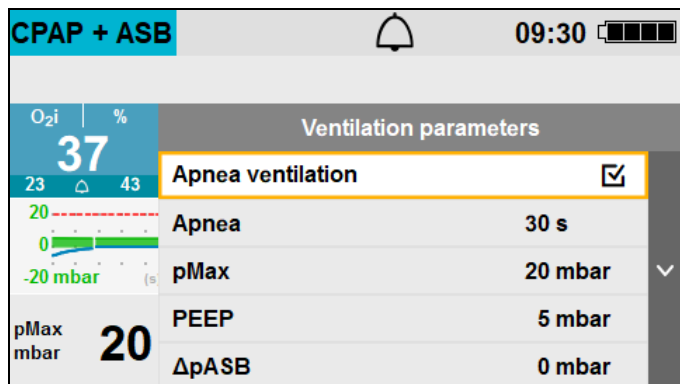 CPAP + ASB 09:30
O₂i %
37
23 43
20
0
-20 mbar (s
pMax
mbar 20
Ventilation parameters
Apnea ventilation
Apnea 30 s
pMax 20 mbar
PEEP 5 mbar
ΔpASB 0 mbar